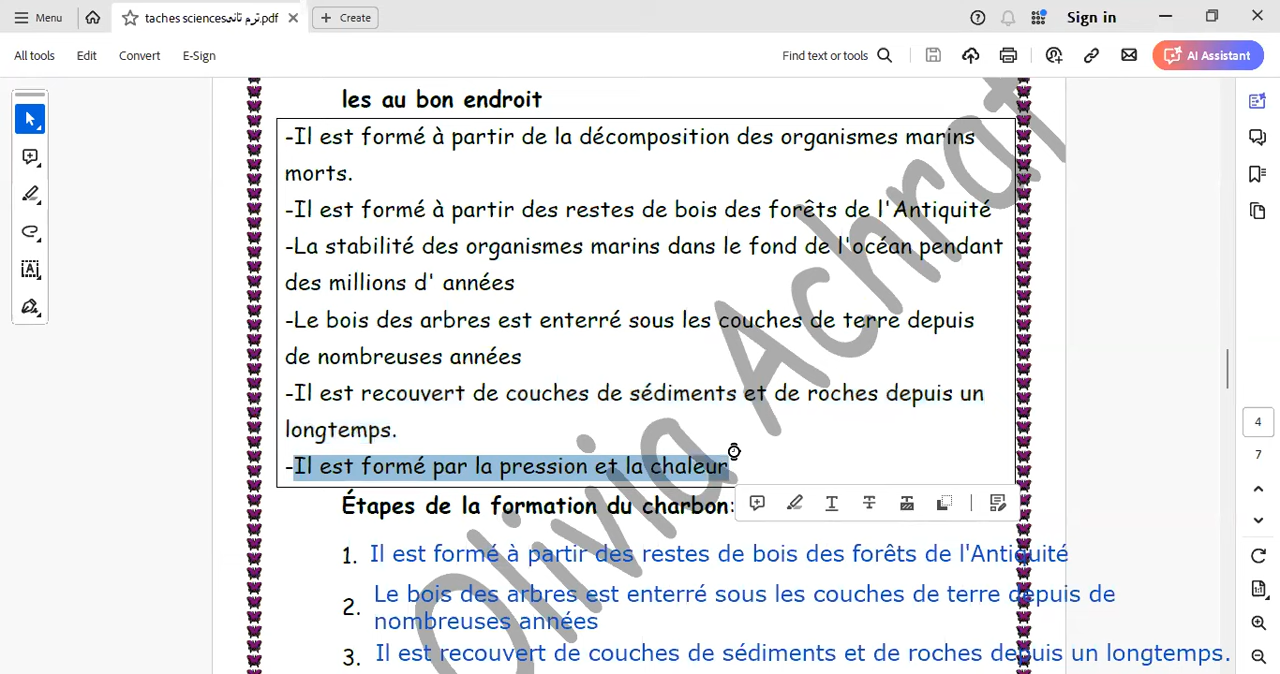 Menu
taches sciencesترم تانى.pdf
Create
Sign in
All tools
Edit
Convert
E-Sign
Find text or tools
AI Assistant
les au bon endroit
-Il est formé à partir de la décomposition des organismes marins
morts.
-Il est formé à partir des restes de bois des forêts de l'Antiquité
-La stabilité des organismes marins dans le fond de l'océan pendant
des millions d' années
-Le bois des arbres est enterré sous les couches de terre depuis
de nombreuses années
-Il est recouvert de couches de sédiments et de roches depuis un
longtemps.
-Il est formé par la pression et la chaleur
Étapes de la formation du charbon:
1. Il est formé à partir des restes de bois des forêts de l'Antiquité
2. Le bois des arbres est enterré sous les couches de terre depuis de
nombreuses années
3. Il est recouvert de couches de sédiments et de roches depuis un longtemps.
Olivia Achraf
4
7